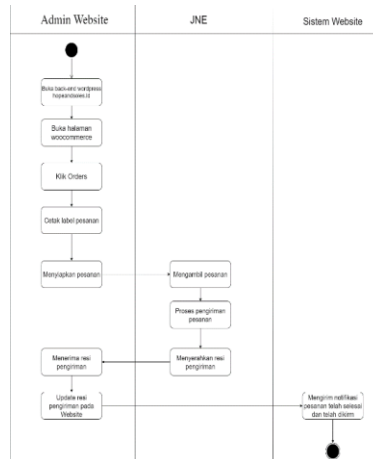 Admin Website
JNE
Sistem Website
Buka back-end wordpress
Buka halaman
woocommerce
Klik Orders
Cetak label pesanan
Menyiapkan pesanan
Mengambil pesanan
Proses pengiriman
pesanan
Menyerahkan resi
pengiriman
Menerima resi
pengiriman
Update resi
pengiriman pada
Website
Mengirim notifikasi
pesanan telah selesai
dan telah dikirim